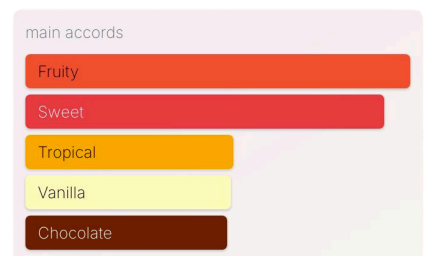 main accords
Fruity
Sweet
Tropical
Vanilla
Chocolate